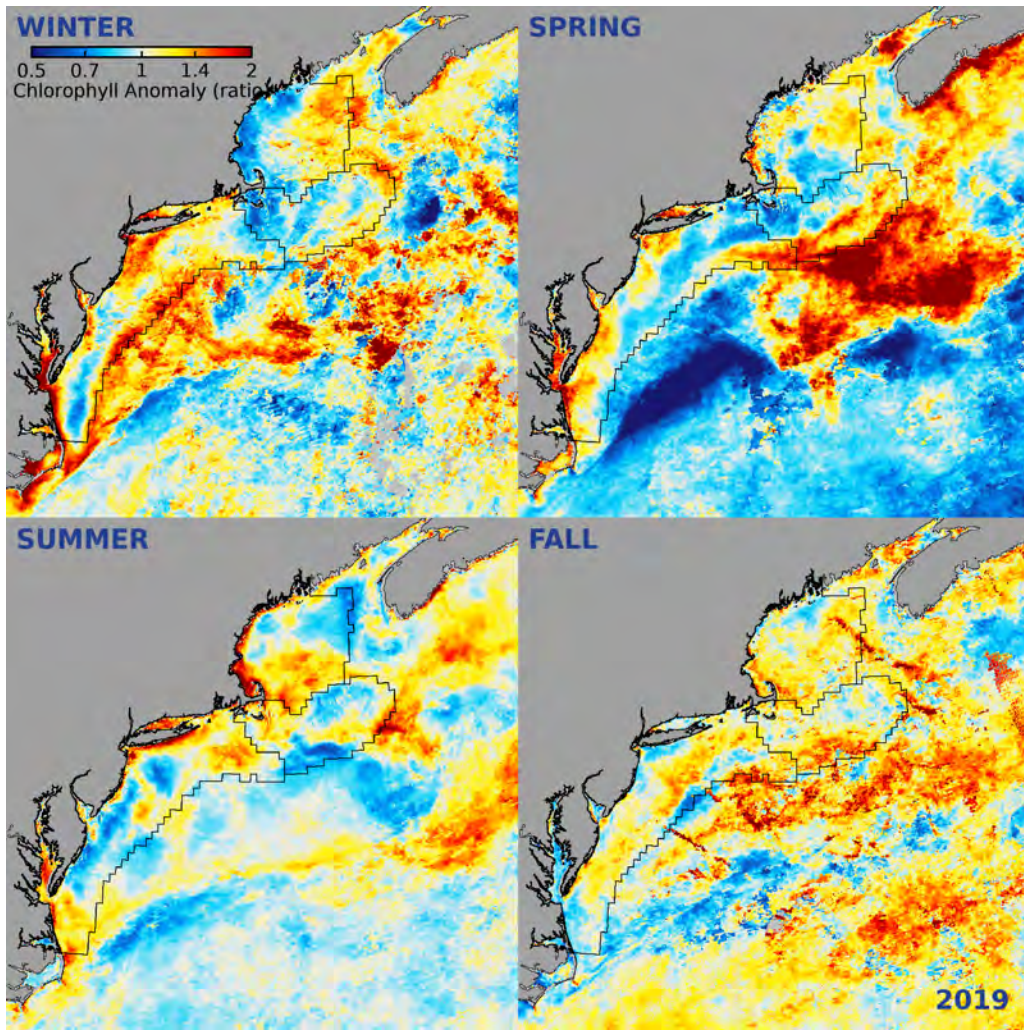 WINTER
0.5 0.7 1 1.4 2
Chlorophyll Anomaly (ratio
SPRING
SUMMER
FALL
2019